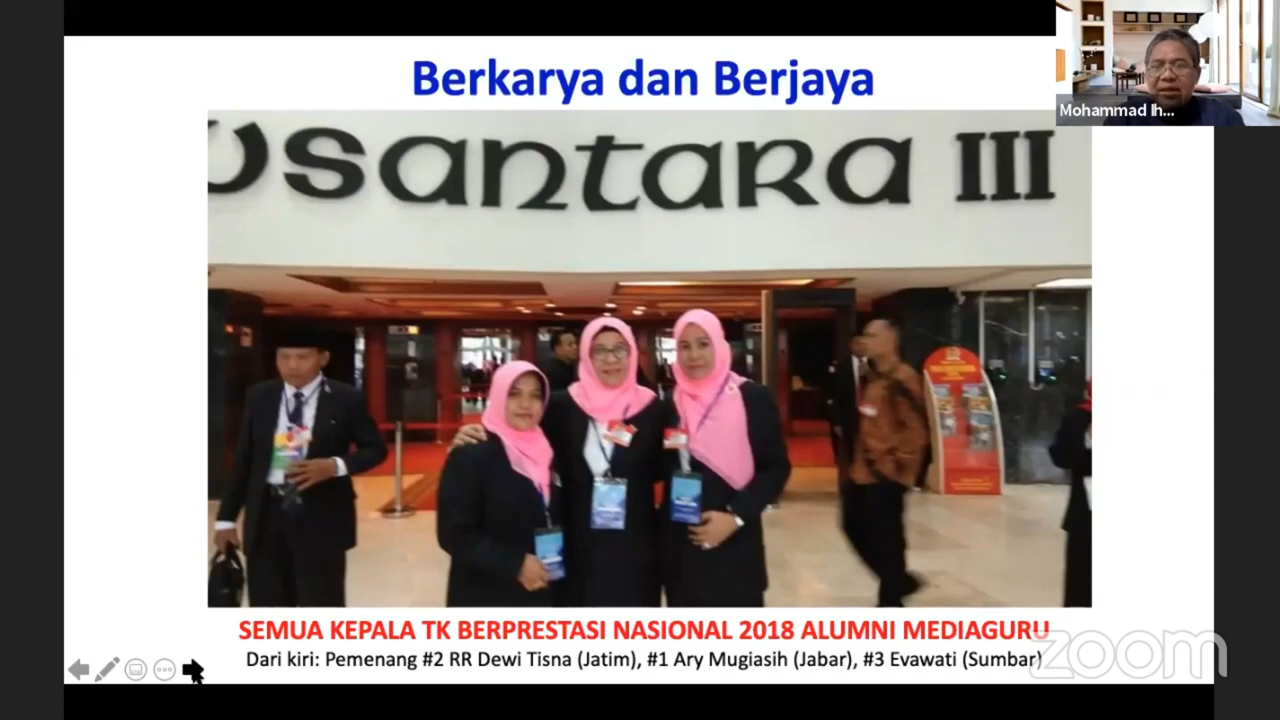 Berkarya dan Berjaya
Mohammad Ih...
USANTARA III
SEMUA KEPALA TK BERPRESTASI NASIONAL 2018 ALUMNI MEDIAGURU
Dari kiri: Pemenang #2 RR Dewi Tisna (Jatim), #1 Ary Mugiasih (Jabar), #3 Evawati (Sumbar)
zoom